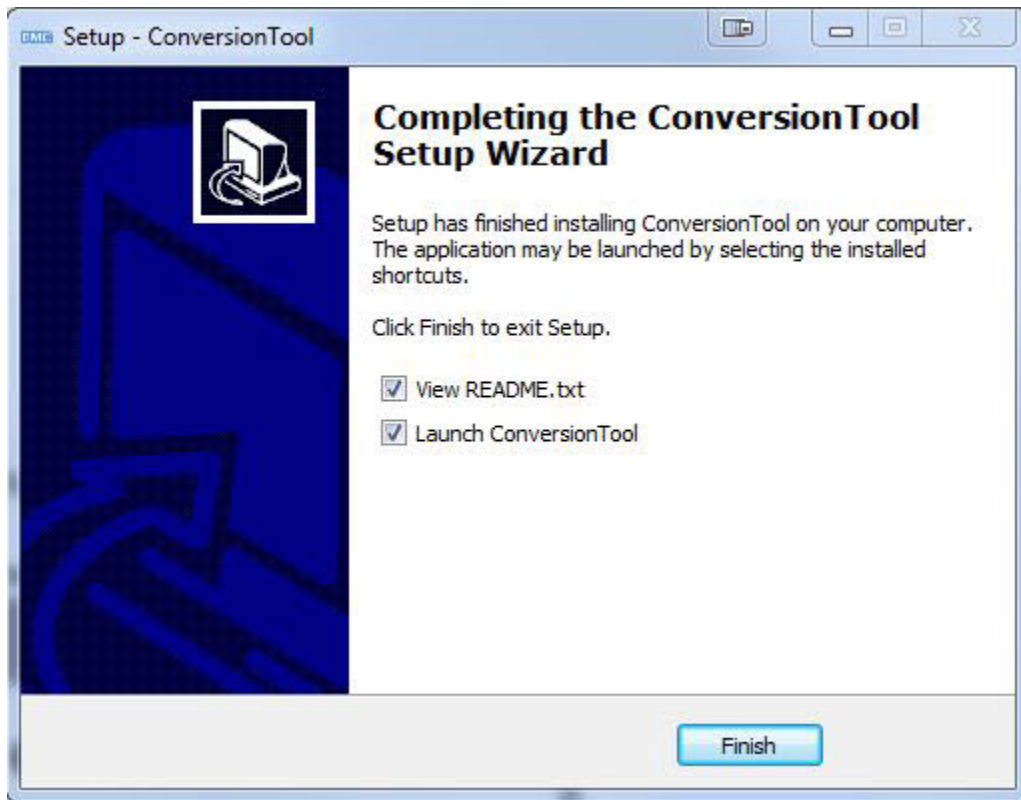 Setup - ConversionTool
Completing the ConversionTool
Setup Wizard
Setup has finished installing ConversionTool on your computer.
The application may be launched by selecting the installed
shortcuts.
Click Finish to exit Setup.
View README.txt
Launch ConversionTool
Finish